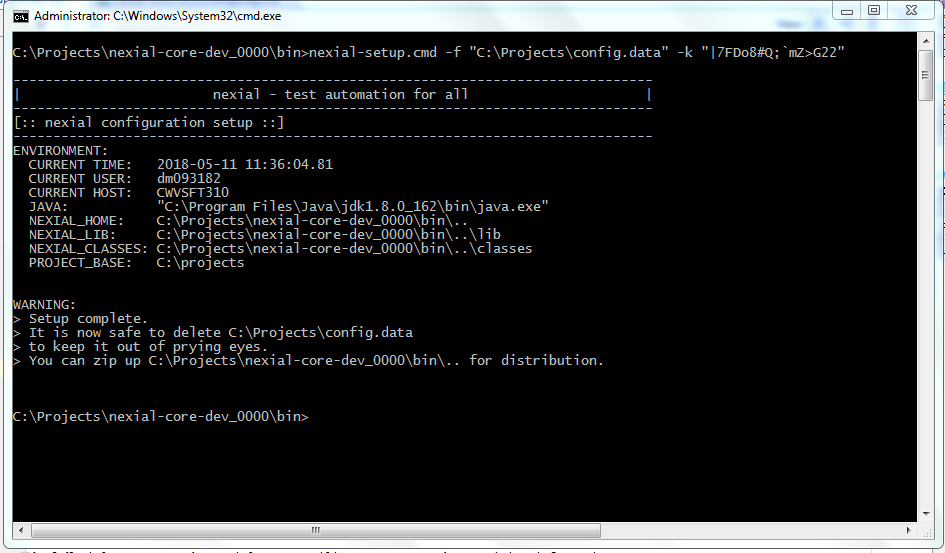 Administrator: C:\Windows\System32\cmd.exe
C:\Projects\nexial-core-dev_0000\bin>nexial-setup.cmd -f "C:\Projects\config.data" -k "|7FDo8#Q;`mZ>G22"
--------------------------------------------------------------------------------
|                        nexial - test automation for all                      |
--------------------------------------------------------------------------------
[:: nexial configuration setup ::]
--------------------------------------------------------------------------------
ENVIRONMENT:
  CURRENT TIME:   2018-05-11 11:36:04.81
  CURRENT USER:   dm093182
  CURRENT HOST:   CWVSFT310
  JAVA:           "C:\Program Files\Java\jdk1.8.0_162\bin\java.exe"
  NEXIAL_HOME:    C:\Projects\nexial-core-dev_0000\bin\..
  NEXIAL_LIB:     C:\Projects\nexial-core-dev_0000\bin\..\lib
  NEXIAL_CLASSES: C:\Projects\nexial-core-dev_0000\bin\..\classes
  PROJECT_BASE:   C:\projects
WARNING:
> Setup complete.
> It is now safe to delete C:\Projects\config.data
> to keep it out of prying eyes.
> You can zip up C:\Projects\nexial-core-dev_0000\bin\.. for distribution.
C:\Projects\nexial-core-dev_0000\bin>